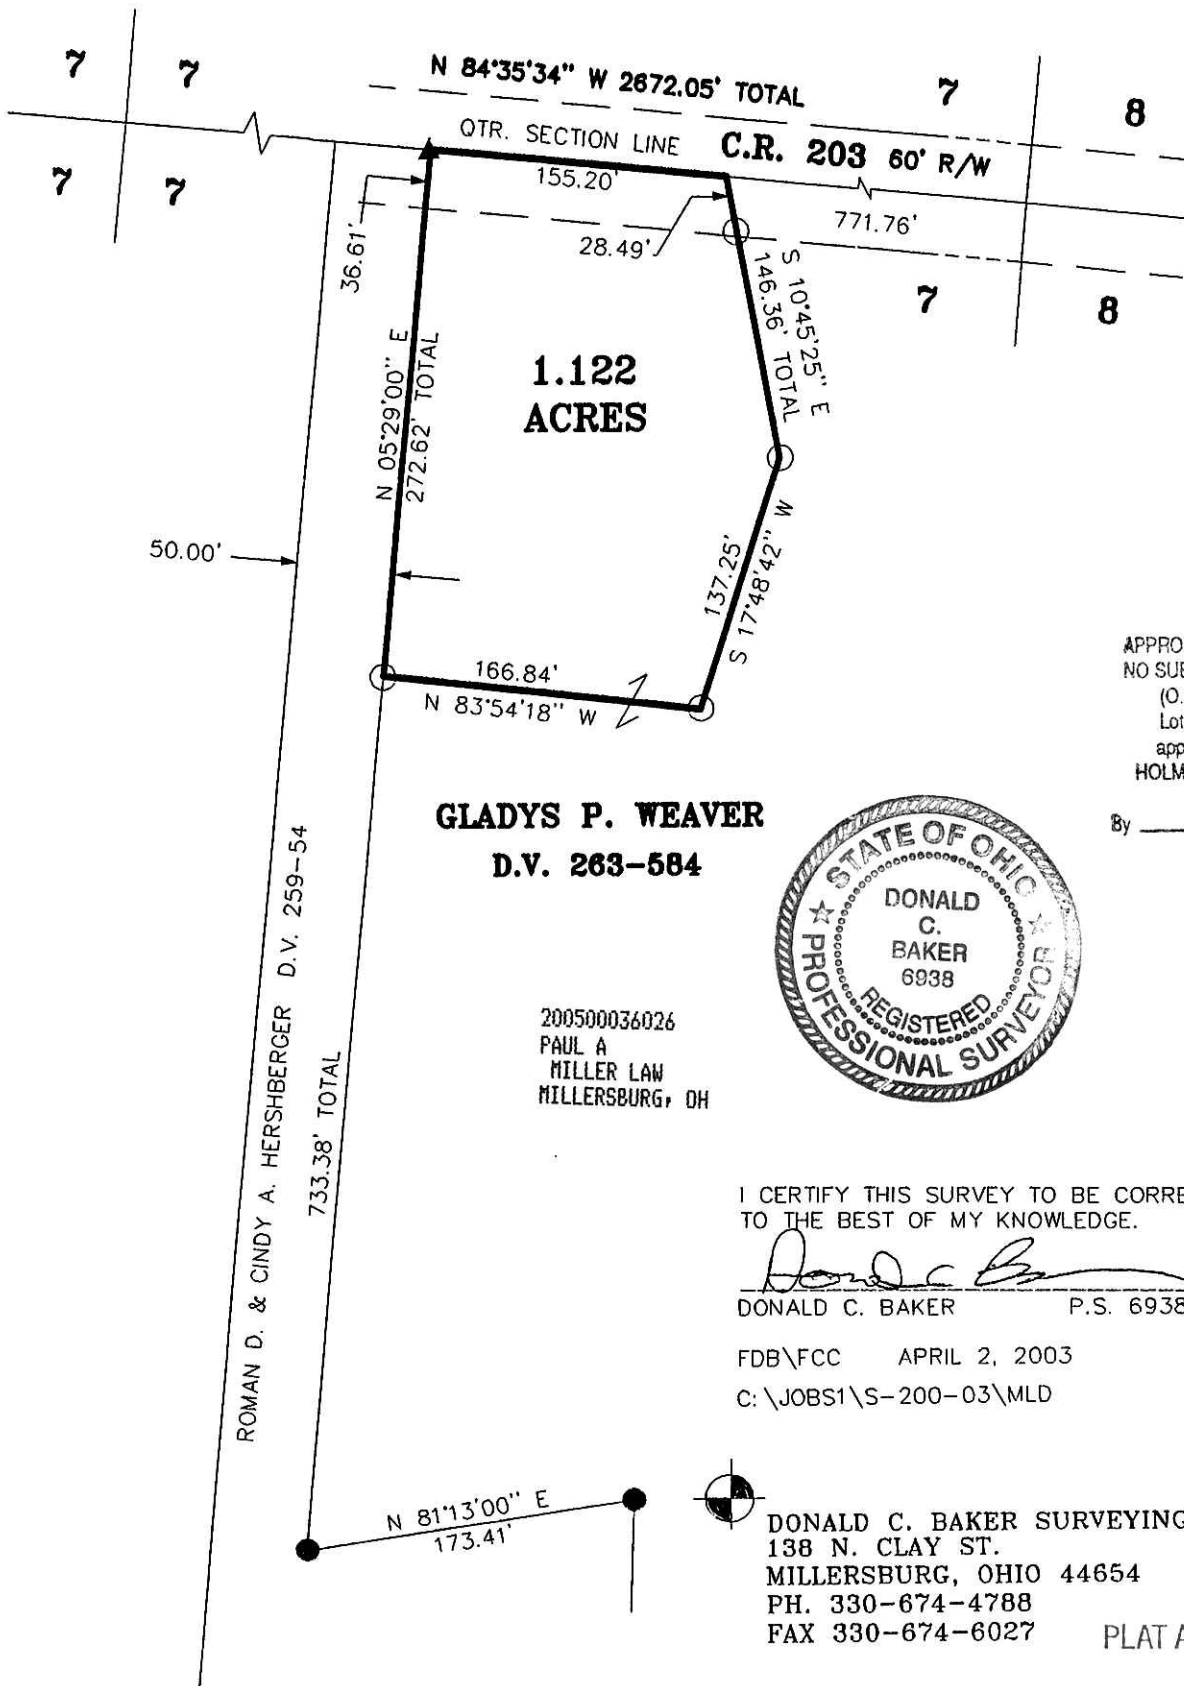 7
7
7
7
N 84°35'34" W 2672.05' TOTAL
QTR. SECTION LINE
C.R. 203 60' R/W
7
8
7
8
155.20'
771.76'
36.61'
28.49'
S 10°45'25" E
146.36' TOTAL
N 05°29'00" E
272.62' TOTAL
1.122
ACRES
50.00'
137.25'
S 17°48'42" W
166.84'
N 83°54'18" W
GLADYS P. WEAVER
D.V. 263-584
APPRO
NO SUB
(O.
Lot
app
HOLM
By
ROMAN D. & CINDY A. HERSHBERGER D.V. 259-54
733.38' TOTAL
STATE OF OHIO
DONALD
C.
BAKER
6938
REGISTERED
PROFESSIONAL SURVEYOR
200500036026
PAUL A
MILLER LAW
MILLERSBURG, OH
I CERTIFY THIS SURVEY TO BE CORRE
TO THE BEST OF MY KNOWLEDGE.
DONALD C. BAKER P.S. 6938
FDB\FCC APRIL 2, 2003
C:\JOBS1\S-200-03\MLD
N 81°13'00" E
173.41'
DONALD C. BAKER SURVEYING
138 N. CLAY ST.
MILLERSBURG, OHIO 44654
PH. 330-674-4788
FAX 330-674-6027
PLAT A